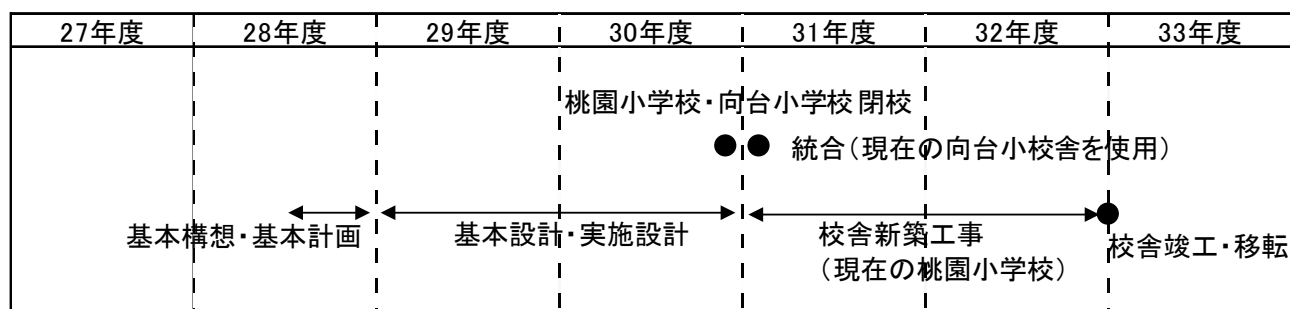 27年度 28年度 29年度 30年度 31年度 32年度 33年度
桃園小学校・向台小学校閉校
統合(現在の向台小校舎を使用)
基本構想・基本計画 基本設計・実施設計 校舎新築工事 校舎竣工・移転
(現在の桃園小学校)